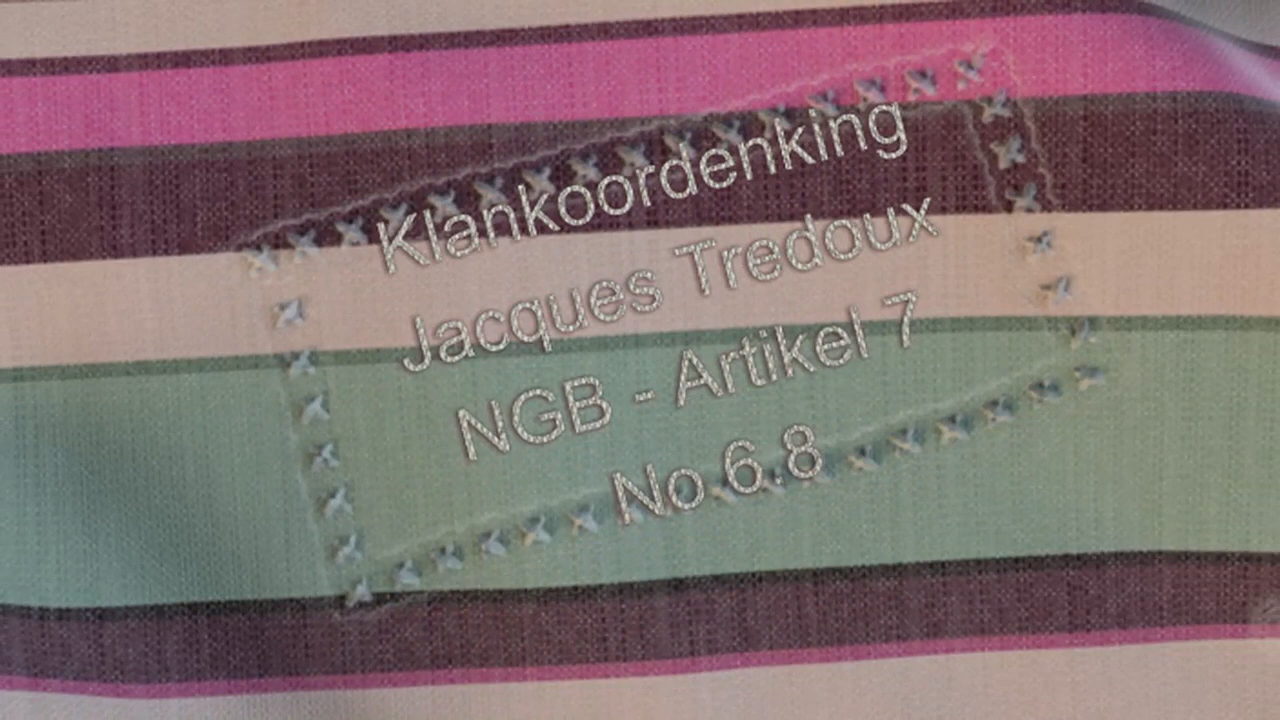 Klankoordenking
Jacques Tredoux
NGB - Artikel 7
No 6.8